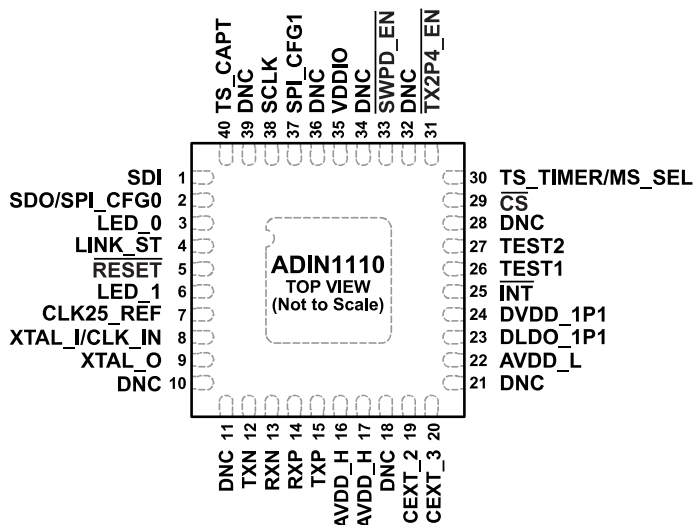 40 TS_CAPT
39 DNC
38 SCLK
37 SPI_CFG1
36 DNC
35 VDDIO
34 DNC
33 SWPD_EN
32 DNC
31 TX2P4_EN
SDI 1
SDO/SPI_CFG0 2
LED_0 3
LINK_ST 4
RESET 5
LED_1 6
CLK25_REF 7
XTAL_I/CLK_IN 8
XTAL_O 9
DNC 10
ADIN1110
TOP VIEW
(Not to Scale)
30 TS_TIMER/MS_SEL
29 CS
28 DNC
27 TEST2
26 TEST1
25 INT
24 DVDD_1P1
23 DLDO_1P1
22 AVDD_L
21 DNC
DNC 11
TXN 12
RXN 13
RXP 14
TXP 15
AVDD_H 16
AVDD_H 17
DNC 18
CEXT_2 19
CEXT_3 20